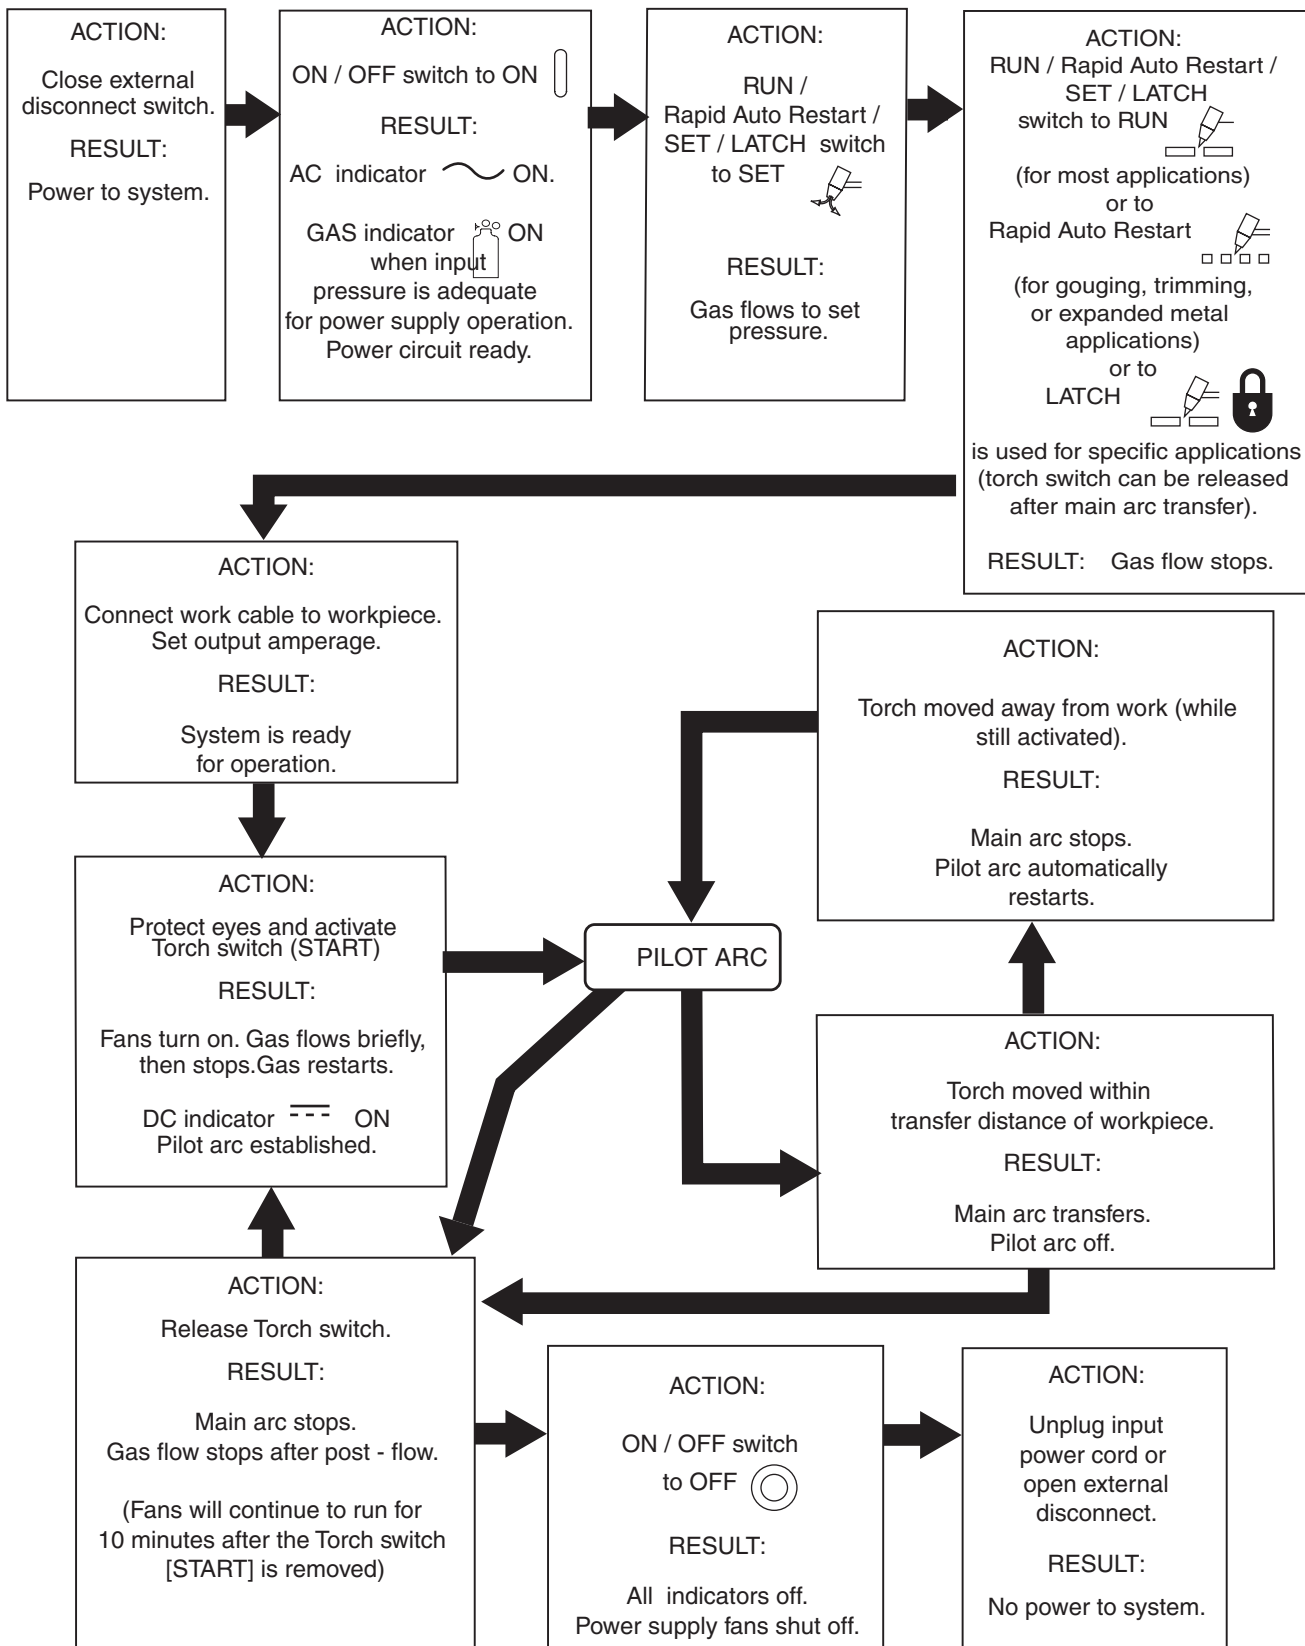 ACTION:
Close external
disconnect switch.
RESULT:
Power to system.
ACTION:
ON / OFF switch to ON
RESULT:
AC indicator ON.
GAS indicator ON
when input
pressure is adequate
for power supply operation.
Power circuit ready.
ACTION:
RUN /
Rapid Auto Restart /
SET / LATCH switch
to SET
RESULT:
Gas flows to set
pressure.
ACTION:
RUN / Rapid Auto Restart /
SET / LATCH
switch to RUN
(for most applications)
or to
Rapid Auto Restart
(for gouging, trimming,
or expanded metal
applications)
or to
LATCH
is used for specific applications
(torch switch can be released
after main arc transfer).
RESULT: Gas flow stops.
ACTION:
Connect work cable to workpiece.
Set output amperage.
RESULT:
System is ready
for operation.
ACTION:
Protect eyes and activate
Torch switch (START)
RESULT:
Fans turn on. Gas flows briefly,
then stops.Gas restarts.
DC indicator ON
Pilot arc established.
PILOT ARC
ACTION:
Torch moved away from work (while
still activated).
RESULT:
Main arc stops.
Pilot arc automatically
restarts.
ACTION:
Torch moved within
transfer distance of workpiece.
RESULT:
Main arc transfers.
Pilot arc off.
ACTION:
Release Torch switch.
RESULT:
Main arc stops.
Gas flow stops after post - flow.
(Fans will continue to run for
10 minutes after the Torch switch
[START] is removed)
ACTION:
ON / OFF switch
to OFF
RESULT:
All indicators off.
Power supply fans shut off.
ACTION:
Unplug input
power cord or
open external
disconnect.
RESULT:
No power to system.